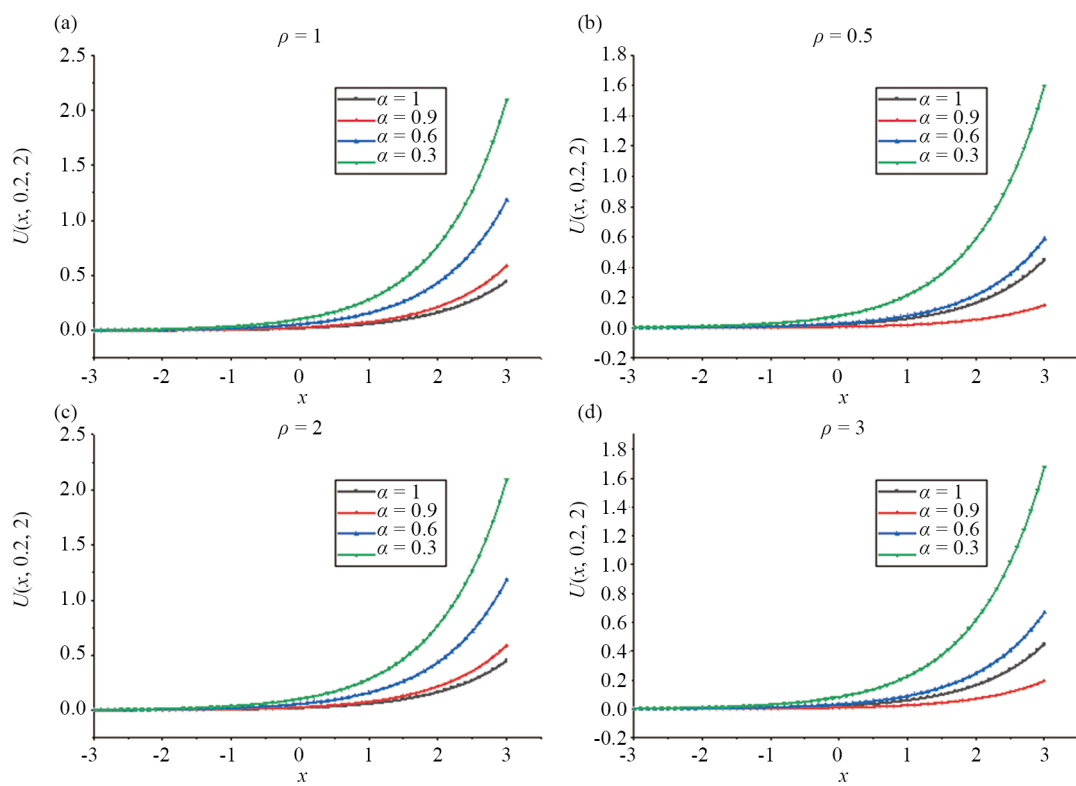 (a)
ρ = 1
2.5
2.0
1.5
1.0
0.5
0.0
U(x, 0.2, 2)
α = 1
α = 0.9
α = 0.6
α = 0.3
-3 -2 -1 0 1 2 3
x
(b)
ρ = 0.5
1.8
1.6
1.4
1.2
1.0
0.8
0.6
0.4
0.2
0.0
-0.2
U(x, 0.2, 2)
α = 1
α = 0.9
α = 0.6
α = 0.3
-3 -2 -1 0 1 2 3
x
(c)
ρ = 2
2.5
2.0
1.5
1.0
0.5
0.0
U(x, 0.2, 2)
α = 1
α = 0.9
α = 0.6
α = 0.3
-3 -2 -1 0 1 2 3
x
(d)
ρ = 3
1.8
1.6
1.4
1.2
1.0
0.8
0.6
0.4
0.2
0.0
-0.2
U(x, 0.2, 2)
α = 1
α = 0.9
α = 0.6
α = 0.3
-3 -2 -1 0 1 2 3
x